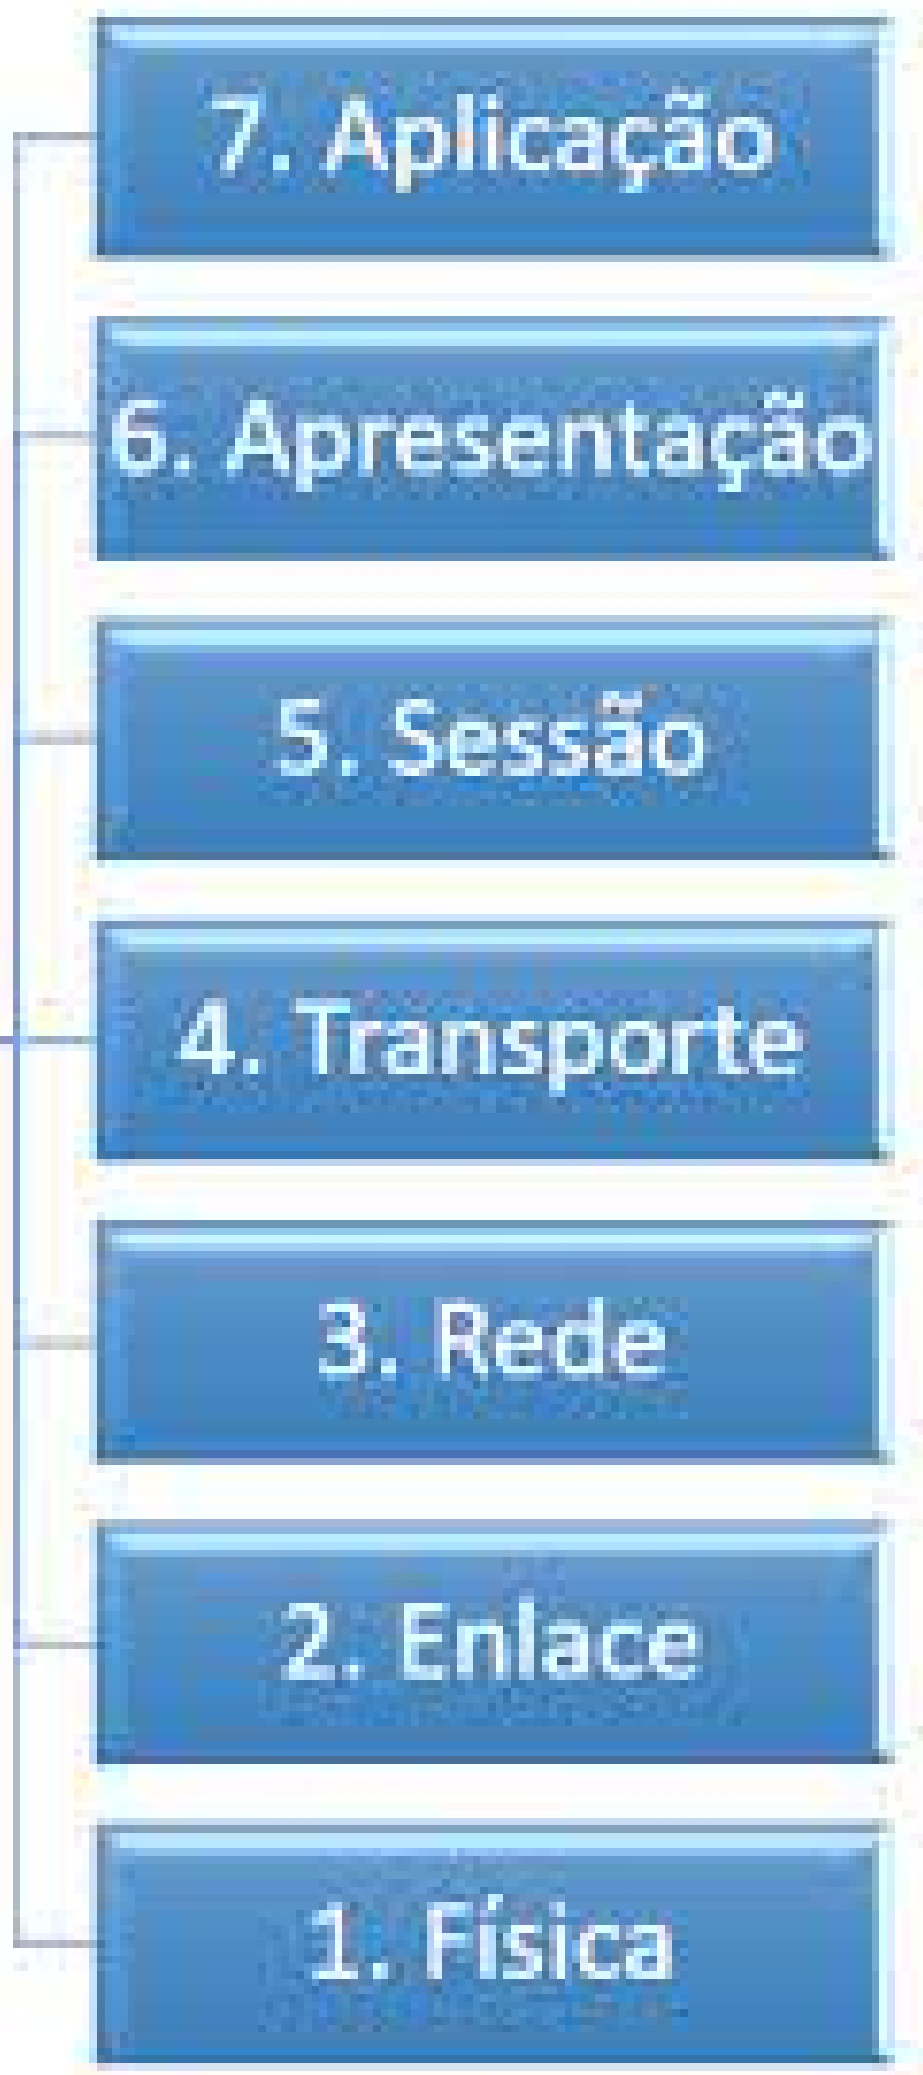 7. Aplicação
6. Apresentação
5. Sessão
4. Transporte
3. Rede
2. Enlace
1. Física